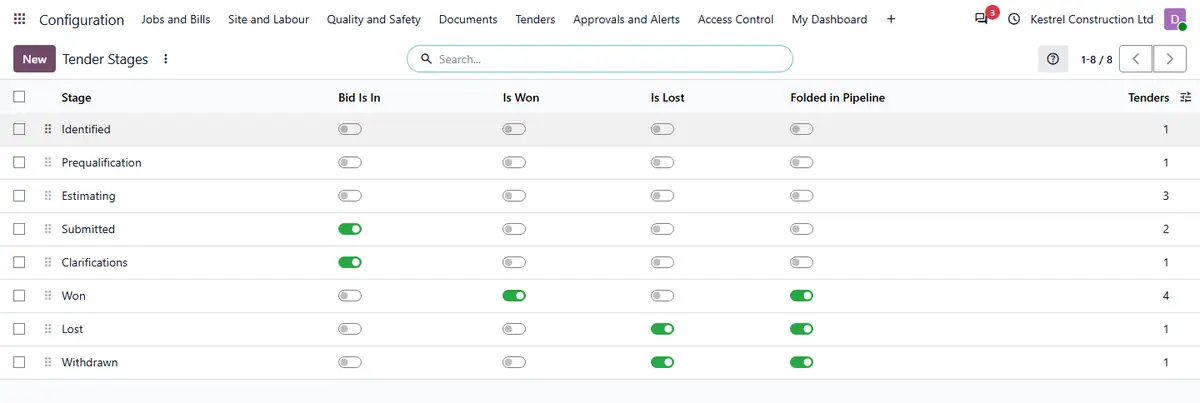 Configuration Jobs and Bills Site and Labour Quality and Safety Documents Tenders Approvals and Alerts Access Control My Dashboard + 3 Kestrel Construction Ltd D
New Tender Stages Search... 1-8 / 8
Stage Bid Is In Is Won Is Lost Folded in Pipeline Tenders
Identified 1
Prequalification 1
Estimating 3
Submitted 2
Clarifications 1
Won 4
Lost 1
Withdrawn 1